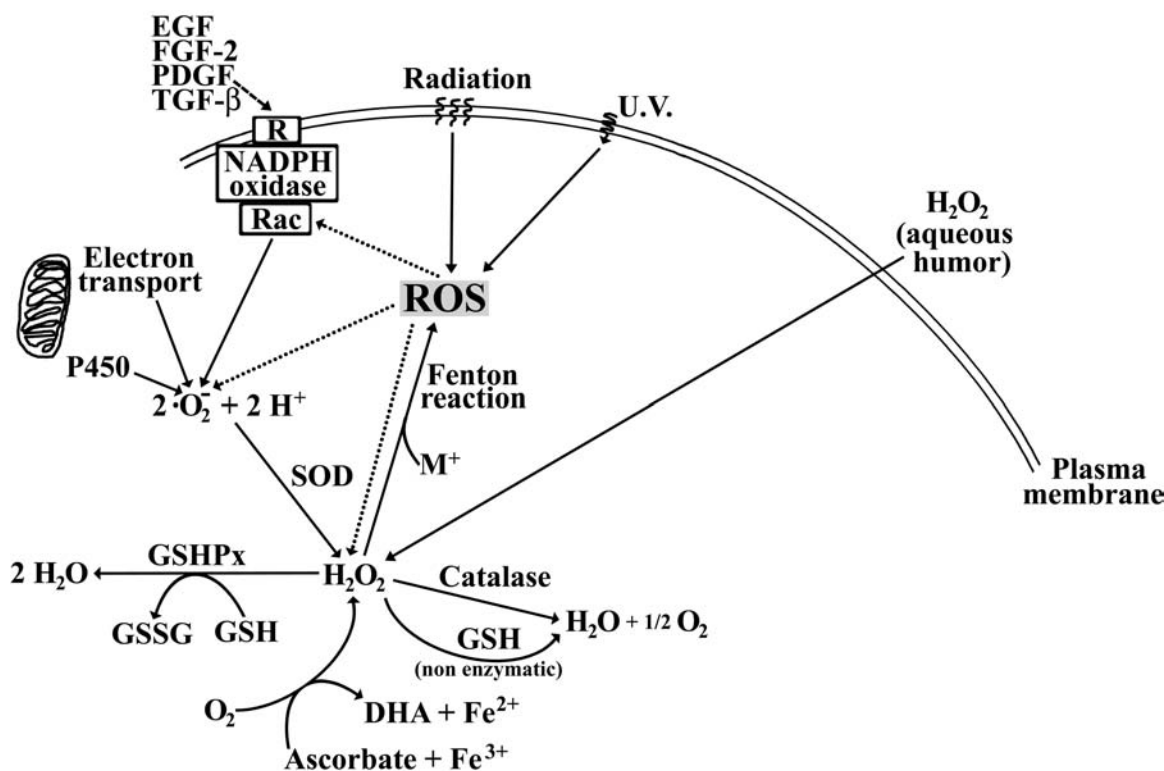 EGF
FGF-2
PDGF
TGF-β
R
NADPH
oxidase
Rac
Radiation
U.V.
H₂O₂
(aqueous
humor)
Electron
transport
P450
ROS
2·O₂⁻ + 2 H⁺
Fenton
reaction
M⁺
SOD
Plasma
membrane
2 H₂O
GSHPx
H₂O₂
Catalase
H₂O + 1/2 O₂
GSSG
GSH
GSH
(non enzymatic)
O₂
DHA + Fe²⁺
Ascorbate + Fe³⁺